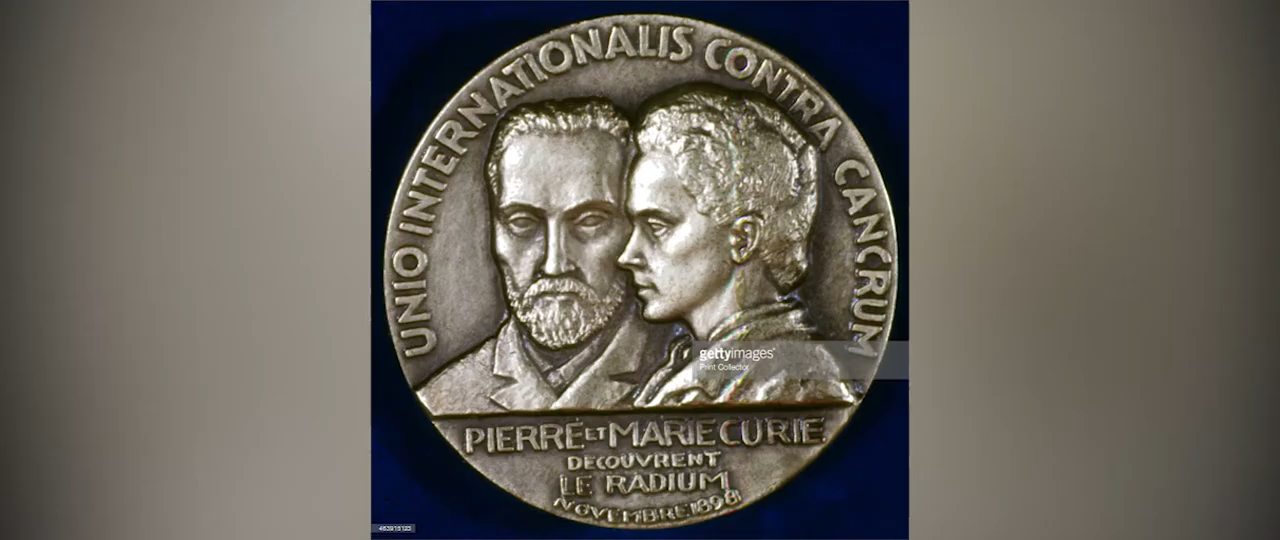 UNIO INTERNATIONALIS CONTRA CANCRUM
gettyimages®
Print Collector
PIERRE ET MARIE CURIE
DECOUVRENT
LE RADIUM
NOVEMBRE 1898
463915123